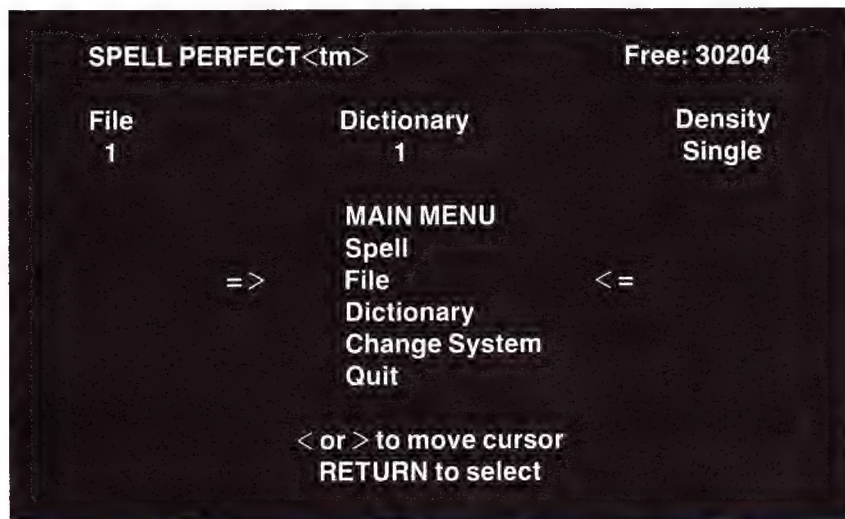 SPELL PERFECT<tm> Free: 30204
File Dictionary Density
1 1 Single
MAIN MENU
Spell
=> File <=
Dictionary
Change System
Quit
< or > to move cursor
RETURN to select